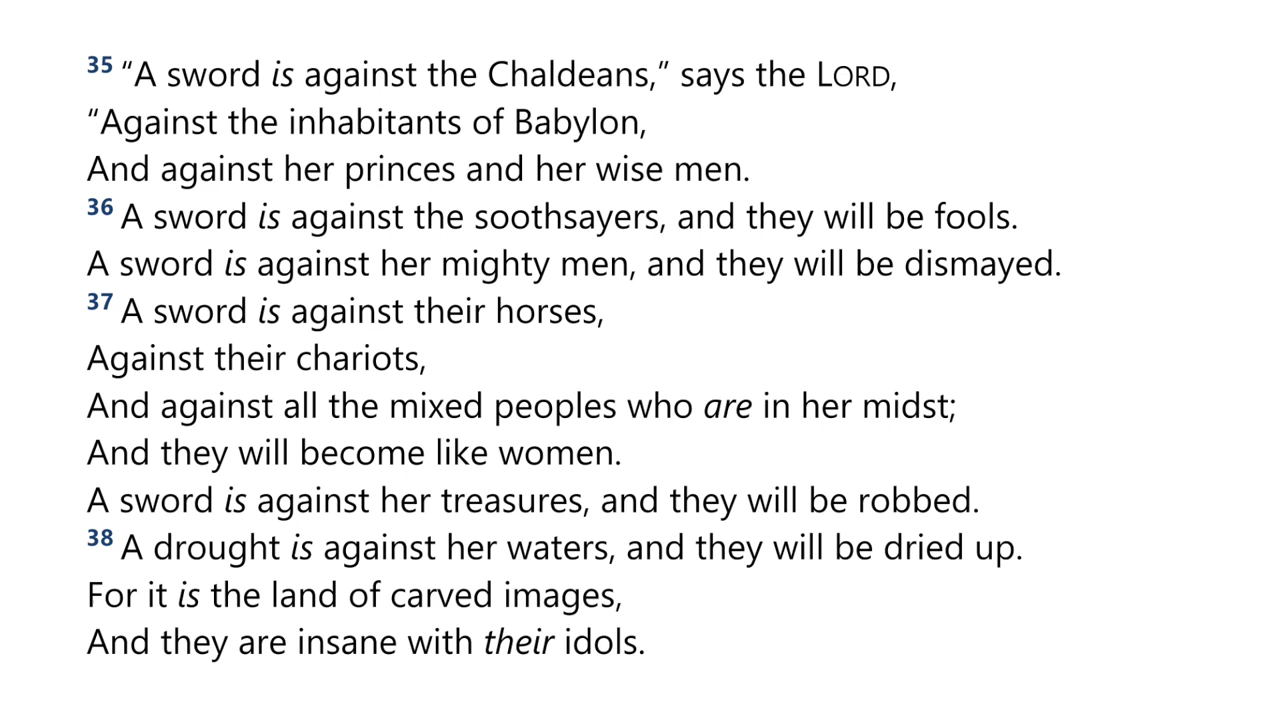 35 “A sword is against the Chaldeans,” says the LORD,
“Against the inhabitants of Babylon,
And against her princes and her wise men.
36 A sword is against the soothsayers, and they will be fools.
A sword is against her mighty men, and they will be dismayed.
37 A sword is against their horses,
Against their chariots,
And against all the mixed peoples who are in her midst;
And they will become like women.
A sword is against her treasures, and they will be robbed.
38 A drought is against her waters, and they will be dried up.
For it is the land of carved images,
And they are insane with their idols.